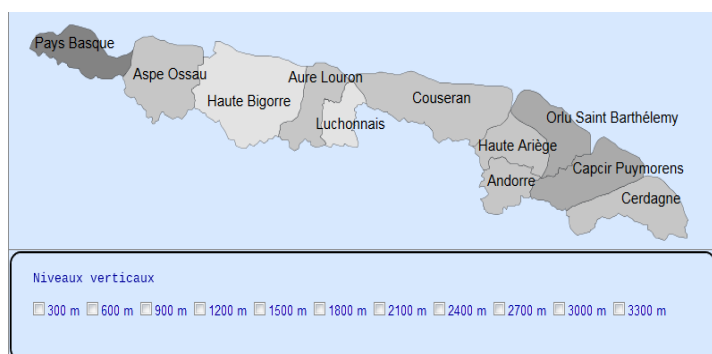 Pays Basque
Aspe Ossau
Aure Louron
Haute Bigorre
Couseran
Luchonnais
Orlu Saint Barthélemy
Haute Ariège
Capcir Puymorens
Andorre
Cerdagne
Niveaux verticaux
300 m 600 m 900 m 1200 m 1500 m 1800 m 2100 m 2400 m 2700 m 3000 m 3300 m